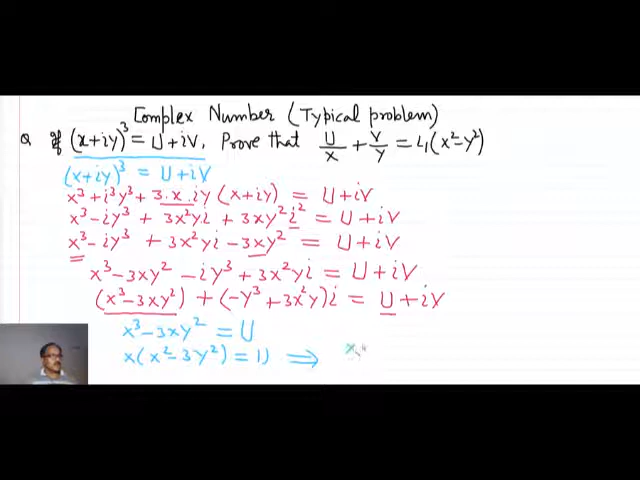 Complex Number (Typical problem)
Q If (x+iy)³ = U+iV, Prove that U/x + V/y = 4(x²-y²)
(x+iy)³ = U+iV
x³ + i³y³ + 3.x.iy(x+iy) = U+iV
x³ - iy³ + 3x²yi + 3xy²i² = U+iV
x³ - iy³ + 3x²yi - 3xy² = U+iV
x³ - 3xy² - iy³ + 3x²yi = U+iV
(x³ - 3xy²) + (-y³ + 3x²y)i = U+iV
x³ - 3xy² = U
x(x² - 3y²) = U ⇒